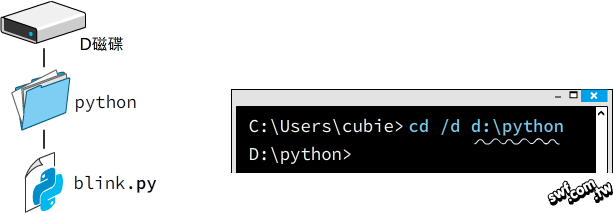 D磁碟
python
blink.py
C:\Users\cubie> cd /d d:\python
D:\python>
swf.com.tw